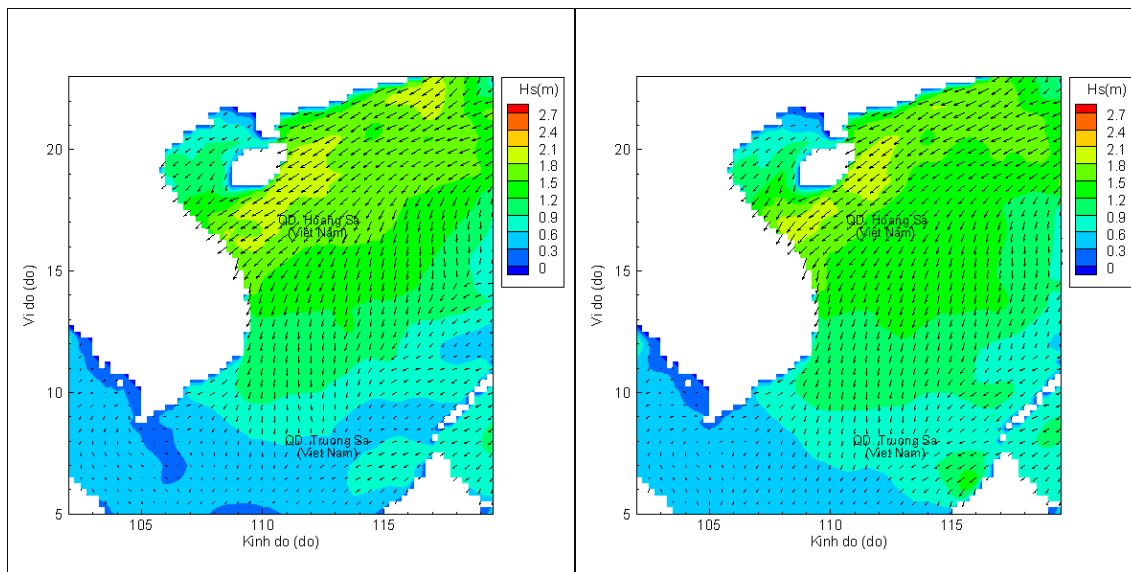 Hs(m)
2.7
2.4
2.1
1.8
1.5
1.2
0.9
0.6
0.3
0
20
15
10
5
Vi do (do)
QD. Hoang Sa
(Viet Nam)
QD. Truong Sa
(Viet Nam)
105
110
115
Kinh do (do)
Hs(m)
2.7
2.4
2.1
1.8
1.5
1.2
0.9
0.6
0.3
0
20
15
10
5
Vi do (do)
QD. Hoang Sa
(Viet Nam)
QD. Truong Sa
(Viet Nam)
105
110
115
Kinh do (do)